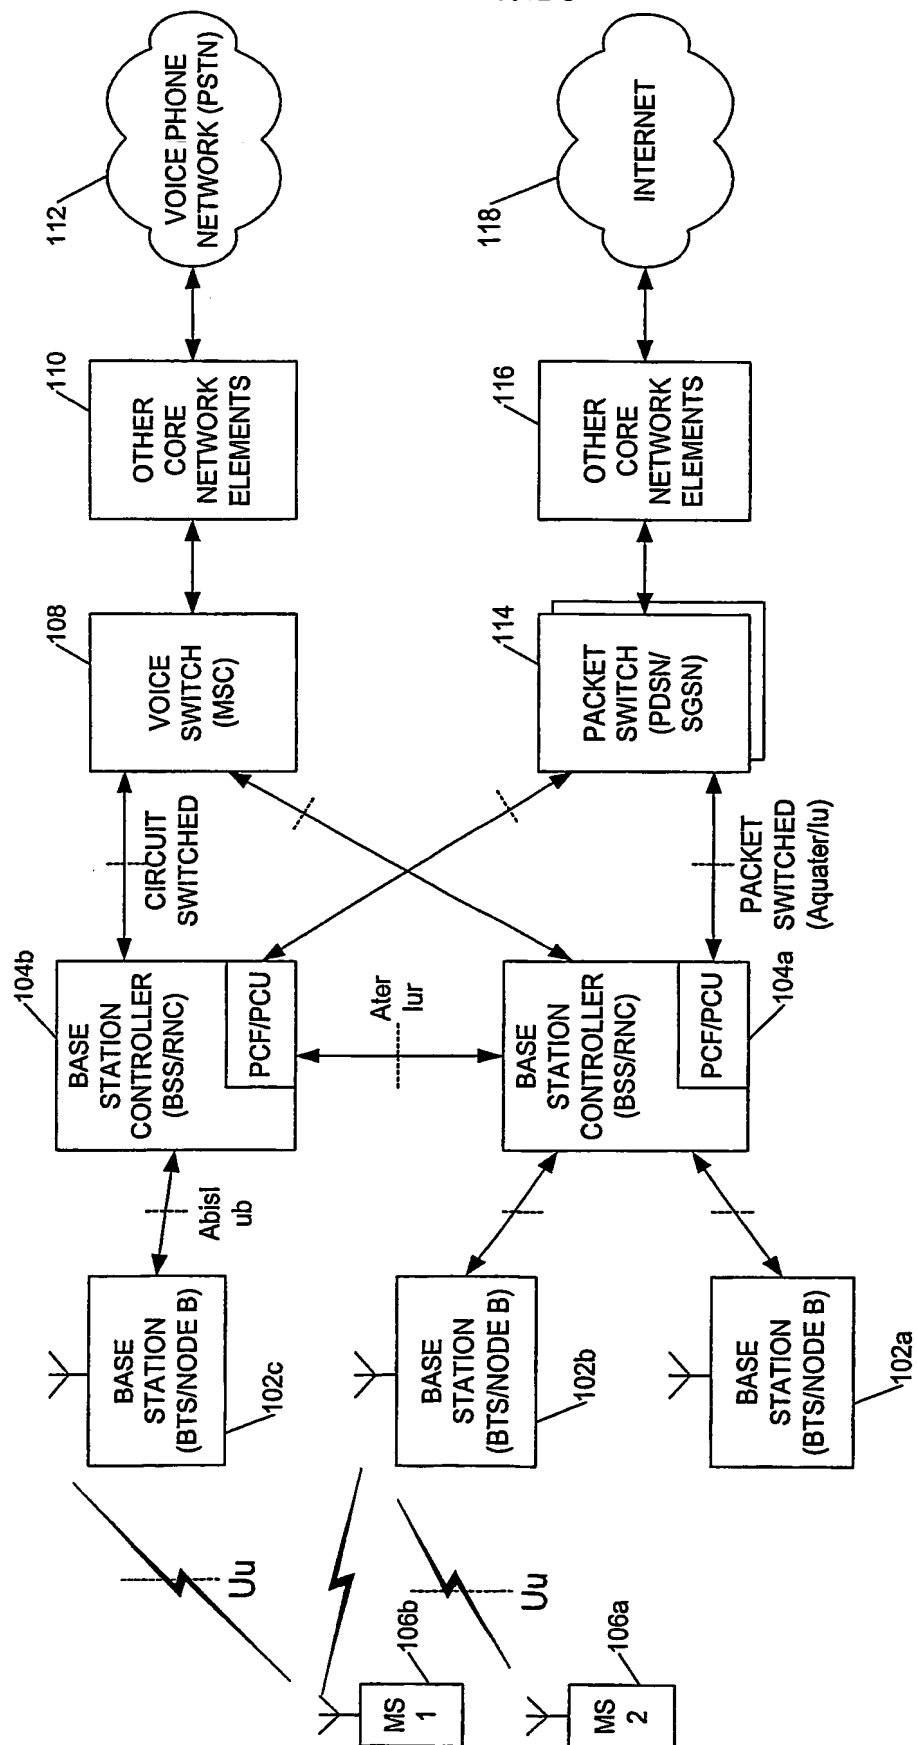 112
VOICE PHONE
NETWORK (PSTN)
118
INTERNET
110
OTHER
CORE
NETWORK
ELEMENTS
116
OTHER
CORE
NETWORK
ELEMENTS
108
VOICE
SWITCH
(MSC)
114
PACKET
SWITCH
(PDSN/
SGSN)
CIRCUIT
SWITCHED
PACKET
SWITCHED
(Aquater/Iu)
104b
BASE
STATION
CONTROLLER
(BSS/RNC)
PCF/PCU
Ater
Iur
BASE
STATION
CONTROLLER
(BSS/RNC)
PCF/PCU
104a
AbisI
ub
BASE
STATION
(BTS/NODE B)
102c
BASE
STATION
(BTS/NODE B)
102b
BASE
STATION
(BTS/NODE B)
102a
Uu
Uu
MS
1
106b
MS
2
106a